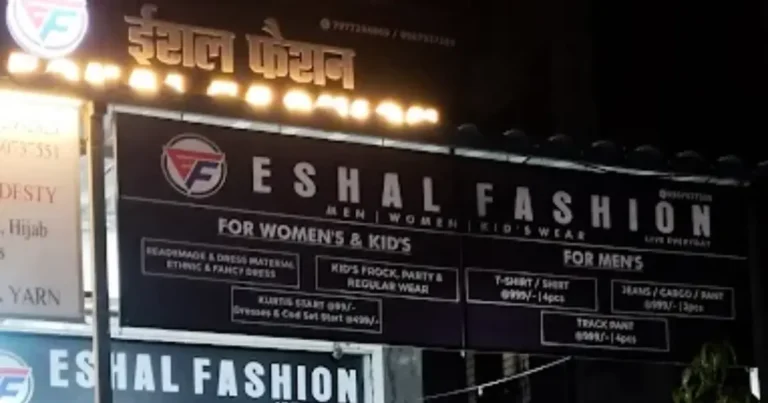 ईशल फैशन
ESHAL FASHION
MEN | WOMEN | KID'S WEAR
LIVE EVERYDAY
FOR WOMEN'S & KID'S
READEMADE & DRESS MATERIAL
ETHNIC & FANCY DRESS
KID'S FROCK, PARTY &
REGULAR WEAR
KURTIS START @99/-
Dresses & Cod Set Start @499/-
FOR MEN'S
T-SHIRT / SHIRT
@999/- | 4pcs
JEANS / CARGO / PANT
@999/- | 2pcs
TRACK PANT
@999/- | 4pcs
DESTY
, Hijab
YARN
ESHAL FASHION